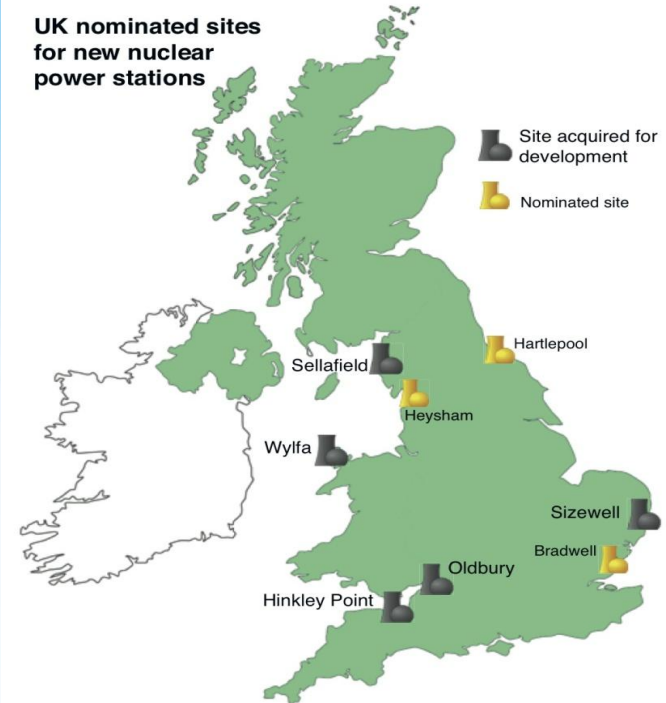 UK nominated sites
for new nuclear
power stations
Site acquired for
development
Nominated site
Hartlepool
Sellafield
Heysham
Wylfa
Sizewell
Bradwell
Oldbury
Hinkley Point